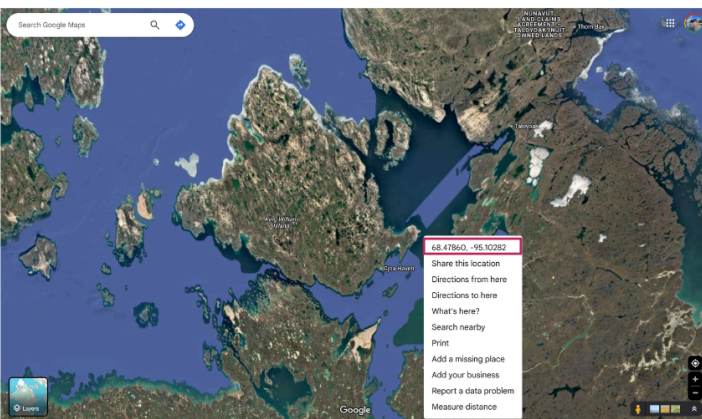 Search Google Maps
NUNAVUT
LAND CLAIMS
AGREEMENT -
TALOYOAK INUIT
OWNED LANDS
Thom Bay
Taloyoak
King William
Island
Gjoa Haven
68.47860, -95.10282
Share this location
Directions from here
Directions to here
What's here?
Search nearby
Print
Add a missing place
Add your business
Report a data problem
Measure distance
Layers
Google